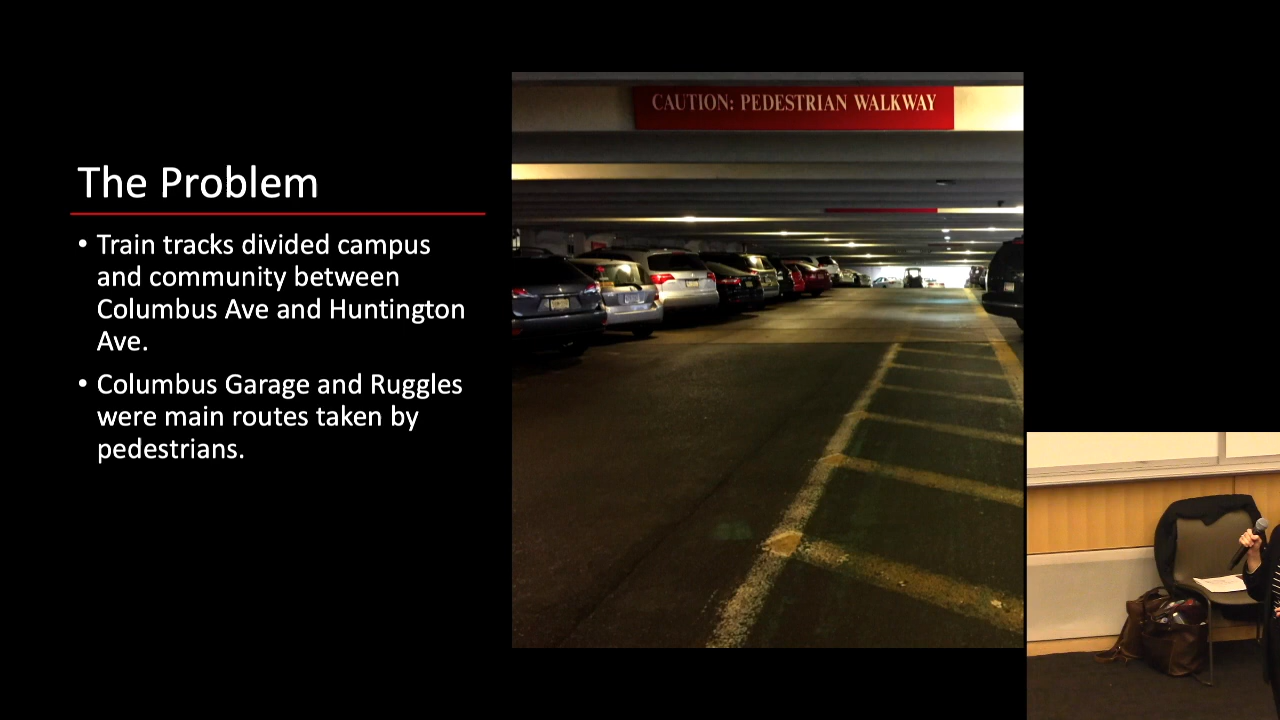 CAUTION: PEDESTRIAN WALKWAY
The Problem
• Train tracks divided campus
and community between
Columbus Ave and Huntington
Ave.
• Columbus Garage and Ruggles
were main routes taken by
pedestrians.